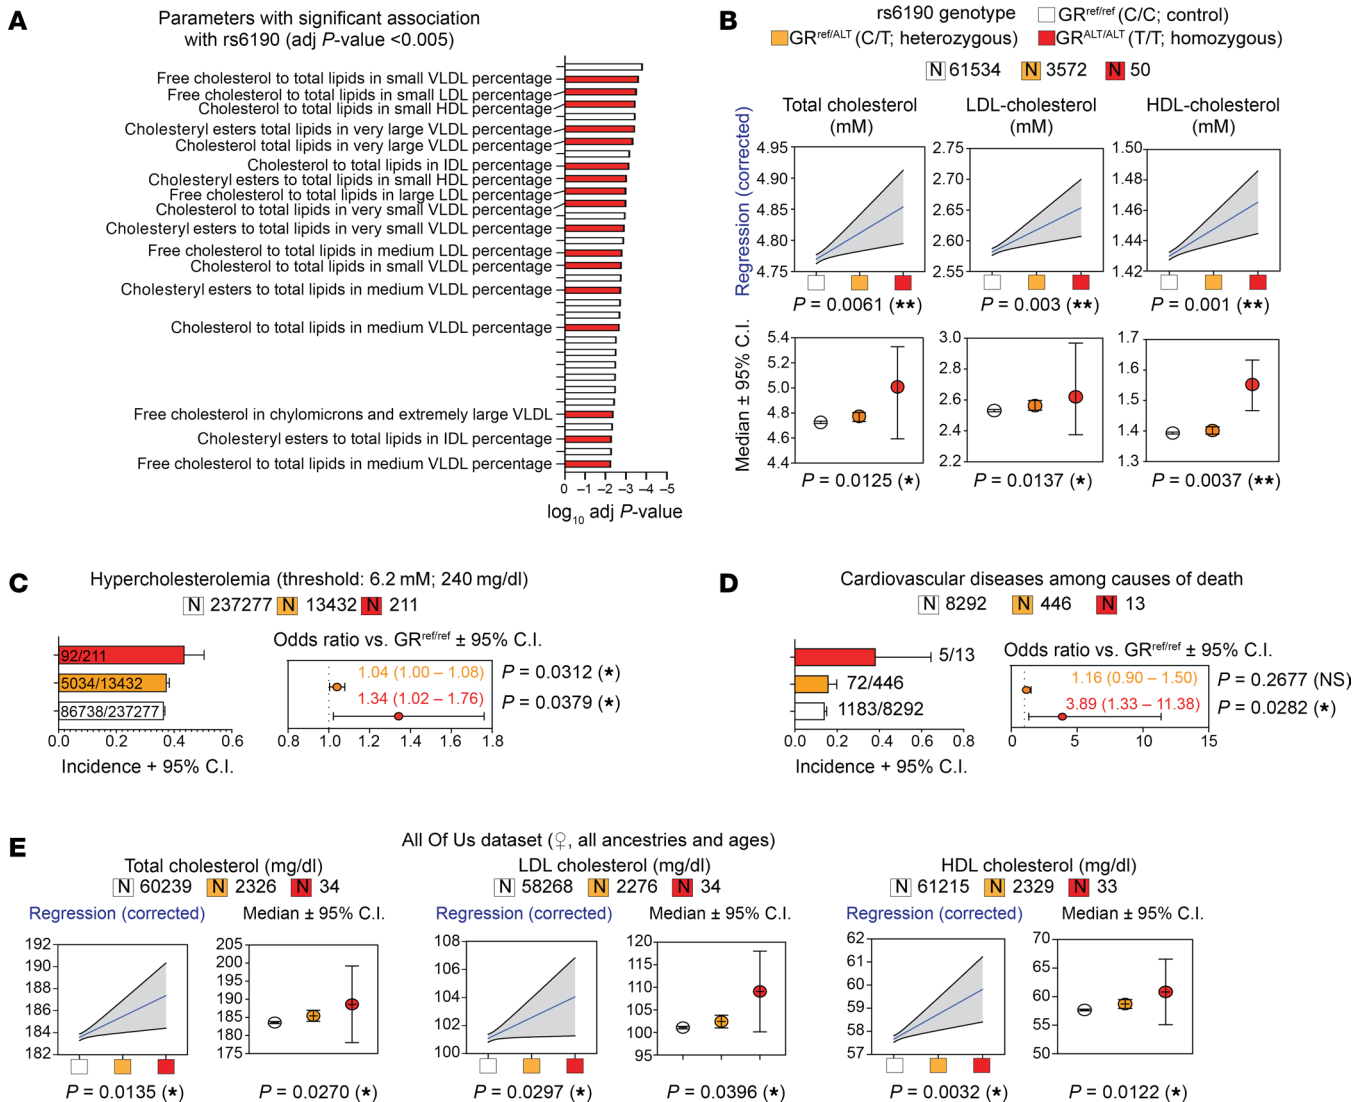 A
Parameters with significant association
with rs6190 (adj P-value <0.005)
Free cholesterol to total lipids in small VLDL percentage
Free cholesterol to total lipids in small LDL percentage
Cholesterol to total lipids in small HDL percentage
Cholesteryl esters total lipids in very large VLDL percentage
Cholesterol total lipids in very large VLDL percentage
Cholesterol to total lipids in IDL percentage
Cholesteryl esters to total lipids in small HDL percentage
Free cholesterol to total lipids in large LDL percentage
Cholesterol to total lipids in very small VLDL percentage
Cholesteryl esters to total lipids in very small VLDL percentage
Free cholesterol to total lipids in medium LDL percentage
Cholesterol to total lipids in small VLDL percentage
Cholesteryl esters to total lipids in medium VLDL percentage
Cholesterol to total lipids in medium VLDL percentage
Free cholesterol in chylomicrons and extremely large VLDL
Cholesteryl esters to total lipids in IDL percentage
Free cholesterol to total lipids in medium VLDL percentage
0 –1 –2 –3 –4 –5
log10 adj P-value
B
rs6190 genotype GRref/ref (C/C; control)
GRref/ALT (C/T; heterozygous) GRALT/ALT (T/T; homozygous)
N 61534 N 3572 N 50
Total cholesterol LDL-cholesterol HDL-cholesterol
(mM) (mM) (mM)
Regression (corrected)
4.95 2.75 1.50
4.90 2.70 1.48
4.85 2.65 1.46
4.80 2.60 1.44
4.75 2.55 1.42
P = 0.0061 (**) P = 0.003 (**) P = 0.001 (**)
Median ± 95% C.I.
5.4 3.0 1.7
5.2 2.8 1.6
5.0 2.6 1.5
4.8 2.4 1.4
4.6 2.2 1.3
4.4
P = 0.0125 (*) P = 0.0137 (*) P = 0.0037 (**)
C
Hypercholesterolemia (threshold: 6.2 mM; 240 mg/dl)
N 237277 N 13432 N 211
92/211
5034/13432
86738/237277
0.0 0.2 0.4 0.6
Incidence + 95% C.I.
Odds ratio vs. GRref/ref ± 95% C.I.
1.04 (1.00 – 1.08) P = 0.0312 (*)
1.34 (1.02 – 1.76) P = 0.0379 (*)
0.8 1.0 1.2 1.4 1.6 1.8
D
Cardiovascular diseases among causes of death
N 8292 N 446 N 13
5/13
72/446
1183/8292
0.0 0.2 0.4 0.6 0.8
Incidence + 95% C.I.
Odds ratio vs. GRref/ref ± 95% C.I.
1.16 (0.90 – 1.50) P = 0.2677 (NS)
3.89 (1.33 – 11.38) P = 0.0282 (*)
0 5 10 15
E
All Of Us dataset (♀, all ancestries and ages)
Total cholesterol (mg/dl)
N 60239 N 2326 N 34
Regression (corrected) Median ± 95% C.I.
192 205
190 200
188 195
186 190
184 185
182 180
175
P = 0.0135 (*) P = 0.0270 (*)
LDL cholesterol (mg/dl)
N 58268 N 2276 N 34
Regression (corrected) Median ± 95% C.I.
108 120
106 115
104 110
102 105
100 100
95
P = 0.0297 (*) P = 0.0396 (*)
HDL cholesterol (mg/dl)
N 61215 N 2329 N 33
Regression (corrected) Median ± 95% C.I.
62 70
61 65
60 60
59 55
58 50
57
P = 0.0032 (*) P = 0.0122 (*)